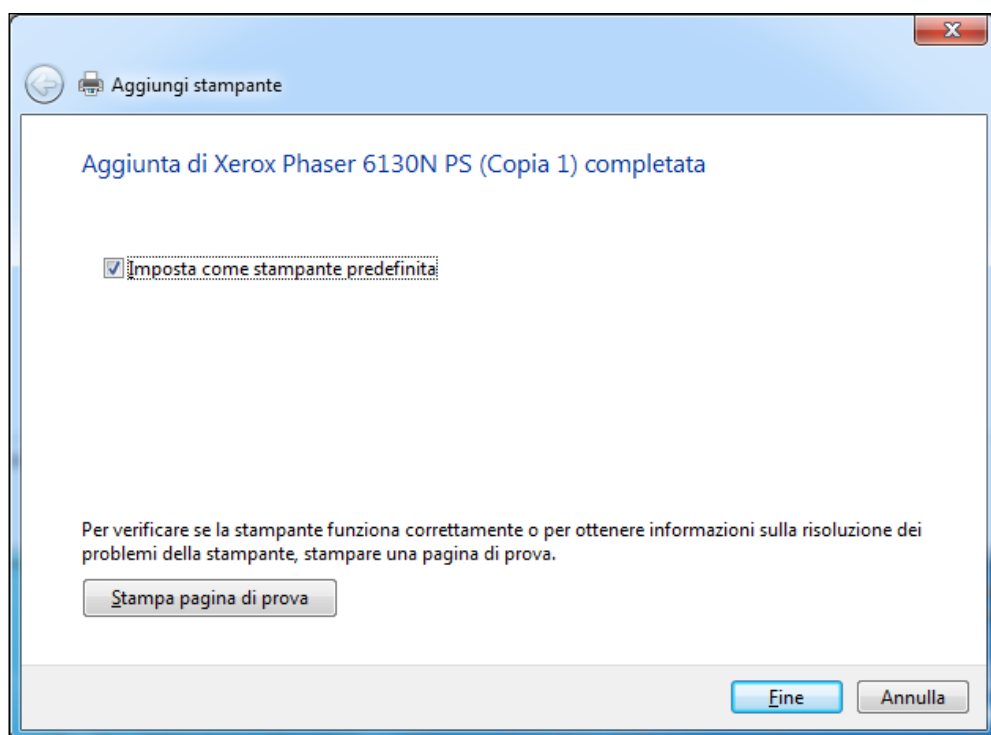 Aggiungi stampante
Aggiunta di Xerox Phaser 6130N PS (Copia 1) completata
Imposta come stampante predefinita
Per verificare se la stampante funziona correttamente o per ottenere informazioni sulla risoluzione dei
problemi della stampante, stampare una pagina di prova.
Stampa pagina di prova
Fine
Annulla